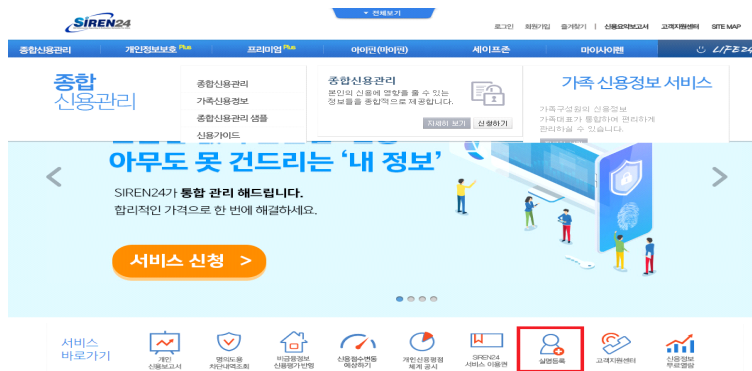 전체보기
SiREN24
로그인 회원가입 즐겨찾기 | 신용요약보고서 고객지원센터 SITE MAP
종합신용관리 개인정보보호 Plus 프리미엄 Plus 아이핀(마이핀) 세이프존 마이사이렌 LIFE24
종합
신용관리
종합신용관리
가족신용정보
종합신용관리 샘플
신용가이드
종합신용관리
본인의 신용에 영향을 줄 수 있는
정보들을 종합적으로 제공합니다.
자세히 보기 신청하기
가족 신용정보 서비스
가족구성원의 신용정보
가족대표가 통합하여 편리하게
관리하실 수 있습니다.
아무도 못 건드리는 ‘내 정보’
SIREN24가 통합 관리 해드립니다.
합리적인 가격으로 한 번에 해결하세요.
서비스 신청 >
서비스
바로가기
개인
신용보고서
명의도용
차단내역조회
비금융정보
신용평가반영
신용점수변동
예상하기
개인신용평점
체계 공시
SIREN24
서비스 이용권
실명등록
고객지원센터
신용정보
무료열람